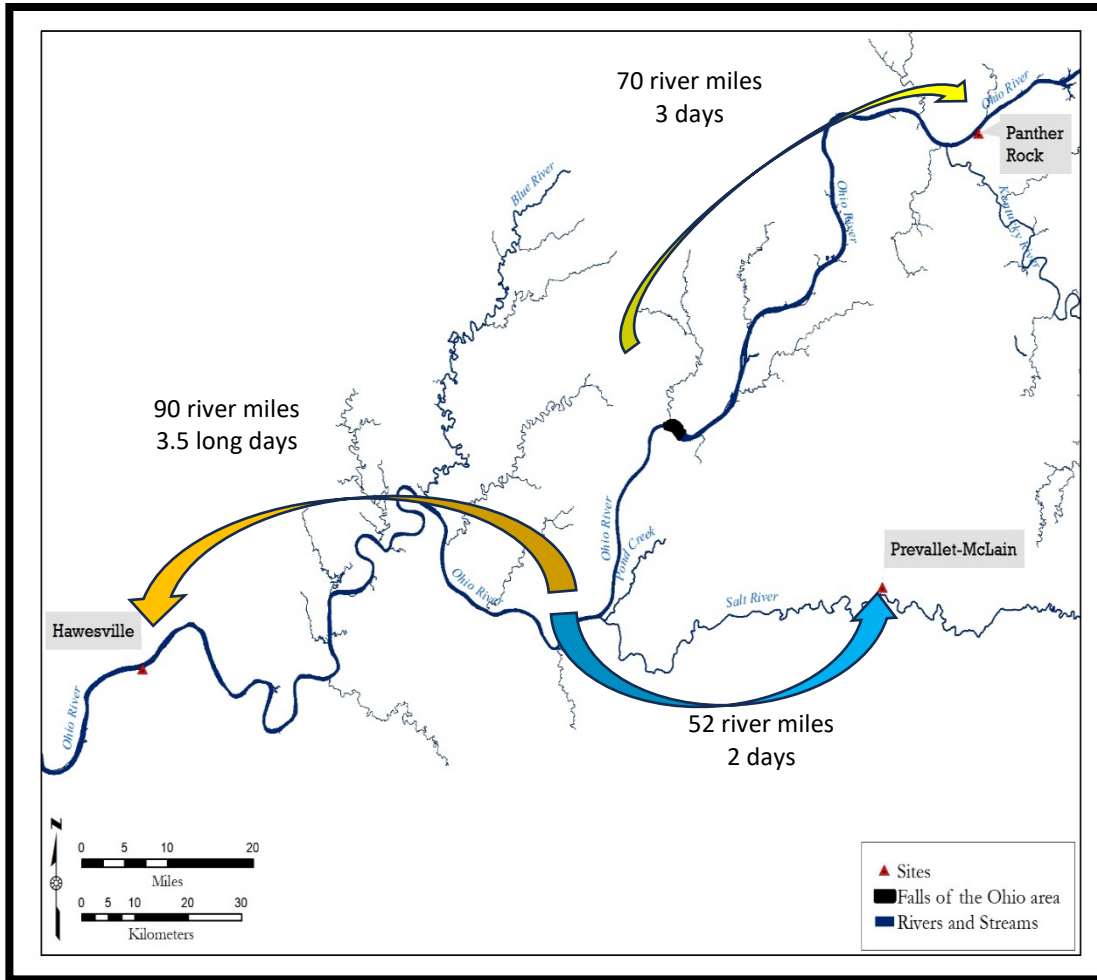 70 river miles
3 days
Ohio River
Panther
Rock
Blue River
Ohio River
Kentucky River
90 river miles
3.5 long days
Ohio River
Pond Creek
Prevallet-McLain
Ohio River
Salt River
Hawesville
Ohio River
52 river miles
2 days
N
0 5 10 20
Miles
0 5 10 20 30
Kilometers
Sites
Falls of the Ohio area
Rivers and Streams